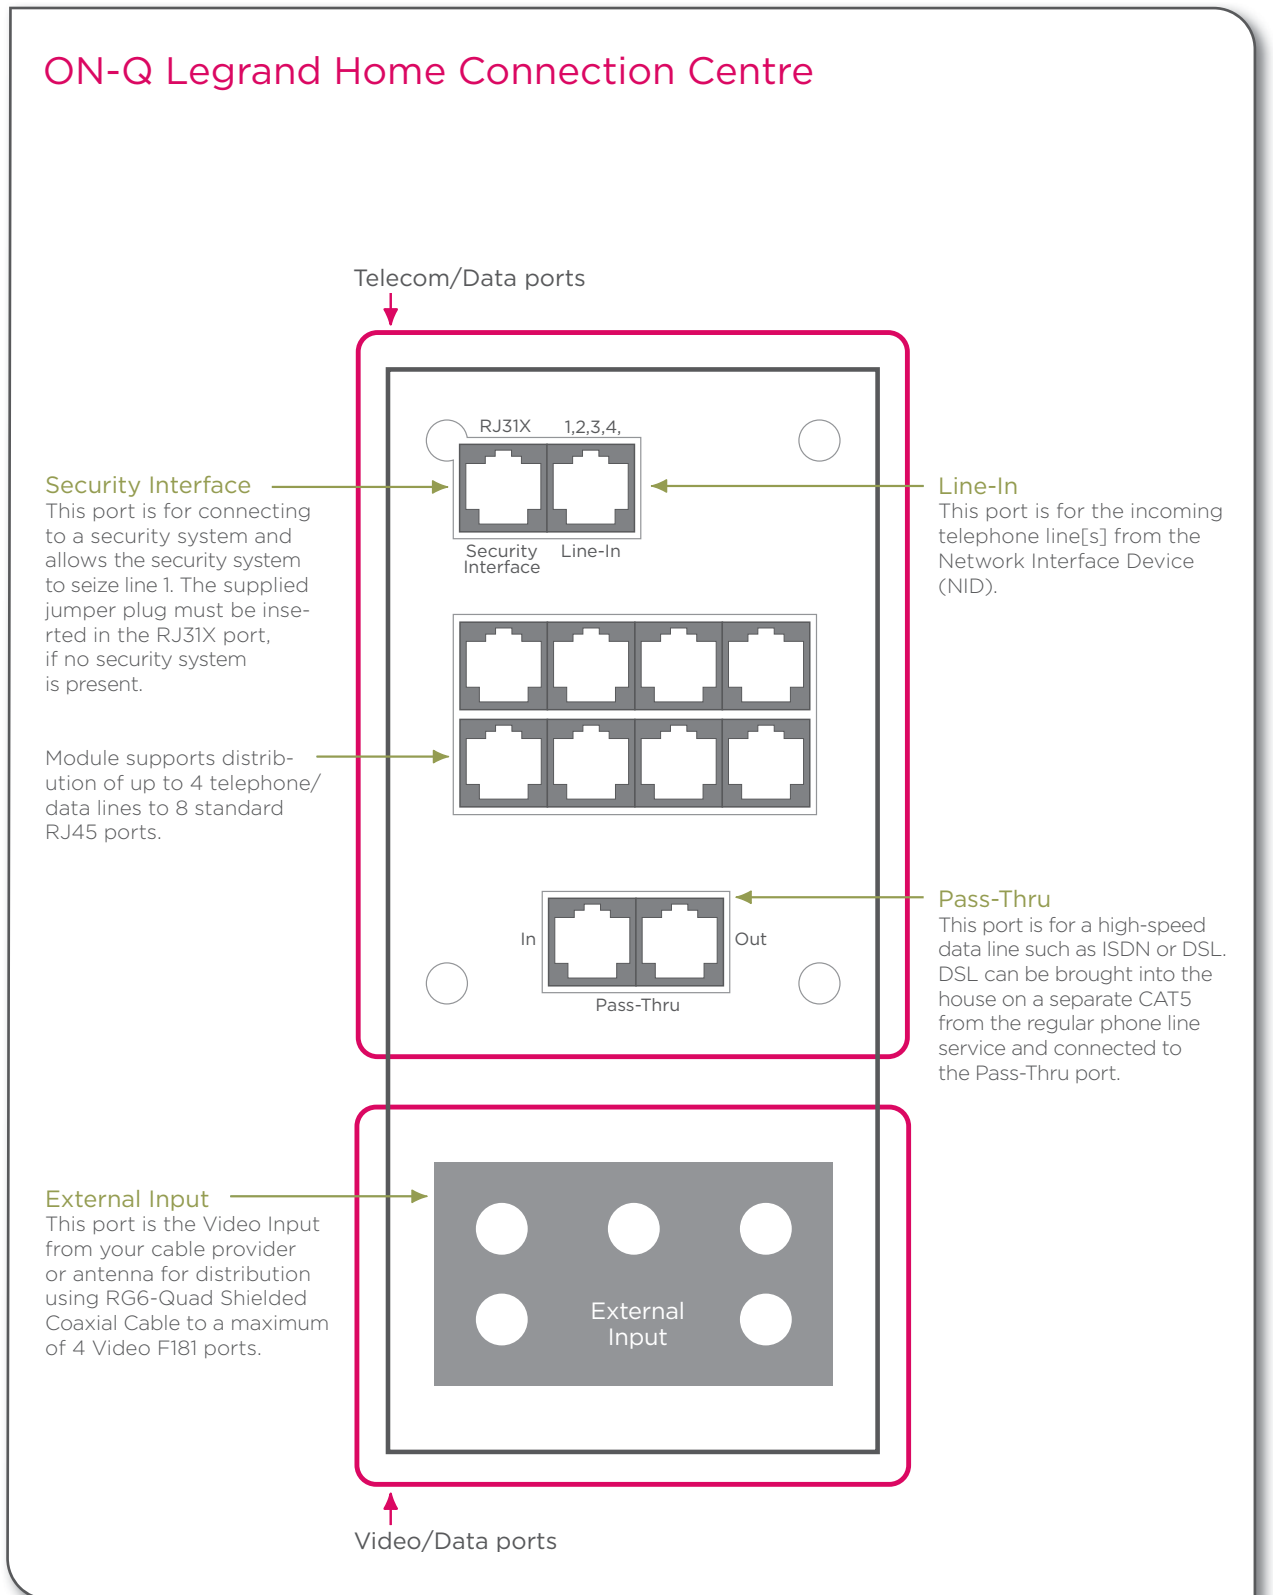 ON-Q Legrand Home Connection Centre
Telecom/Data ports
RJ31X
1,2,3,4,
Security Interface
This port is for connecting
to a security system and
allows the security system
to seize line 1. The supplied
jumper plug must be inse-
rted in the RJ31X port,
if no security system
is present.
Security
Interface
Line-In
Line-In
This port is for the incoming
telephone line[s] from the
Network Interface Device
(NID).
Module supports distrib-
ution of up to 4 telephone/
data lines to 8 standard
RJ45 ports.
In
Out
Pass-Thru
Pass-Thru
This port is for a high-speed
data line such as ISDN or DSL.
DSL can be brought into the
house on a separate CAT5
from the regular phone line
service and connected to
the Pass-Thru port.
External Input
This port is the Video Input
from your cable provider
or antenna for distribution
using RG6-Quad Shielded
Coaxial Cable to a maximum
of 4 Video F181 ports.
External
Input
Video/Data ports